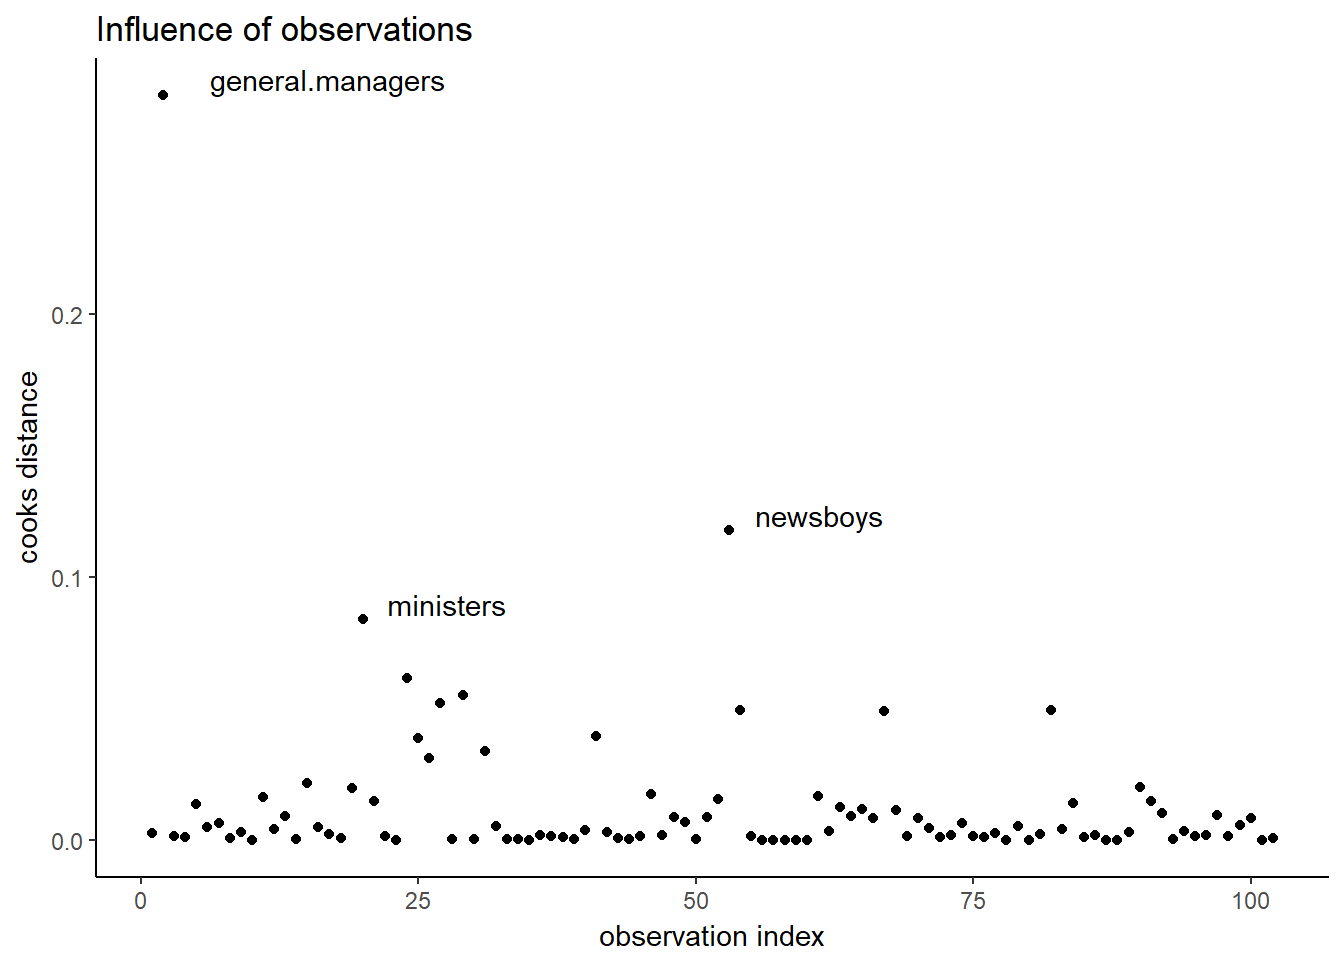 Influence of observations
general.managers
0.2
cooks distance
newsboys
0.1
ministers
0.0
0
25
50
75
100
observation index